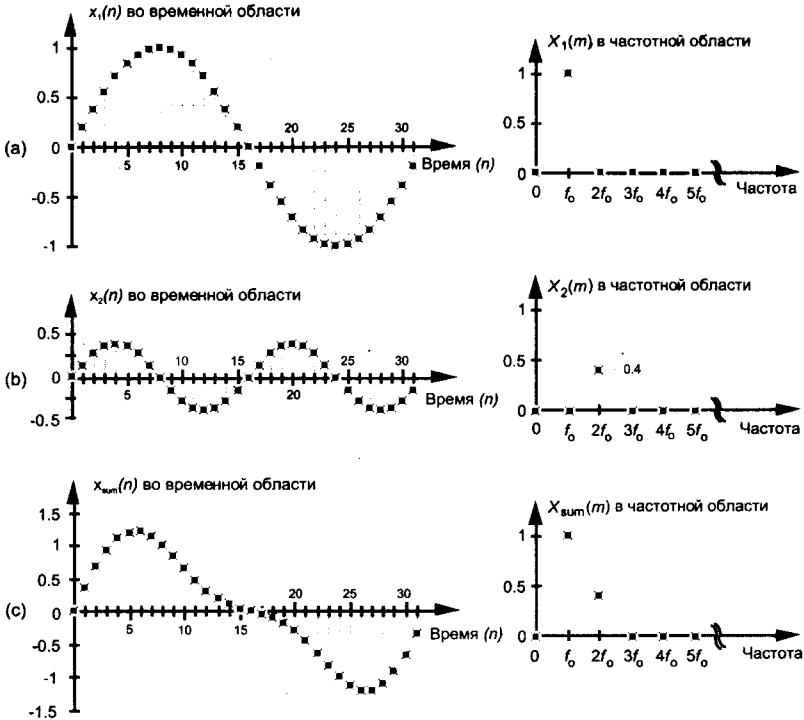 x₁(n) во временной области
1
0.5
0
-0.5
-1
5
10
15
20
25
30
Время (n)
(a)
X₁(m) в частотной области
1
0.5
0
0
fₒ
2fₒ
3fₒ
4fₒ
5fₒ
Частота
x₂(n) во временной области
0.5
0
-0.5
5
10
15
20
25
30
Время (n)
(b)
X₂(m) в частотной области
1
0.5
0
0.4
0
fₒ
2fₒ
3fₒ
4fₒ
5fₒ
Частота
xsum(n) во временной области
1.5
1
0.5
0
-0.5
-1
-1.5
5
10
15
20
25
30
Время (n)
(c)
Xsum(m) в частотной области
1
0.5
0
0
fₒ
2fₒ
3fₒ
4fₒ
5fₒ
Частота